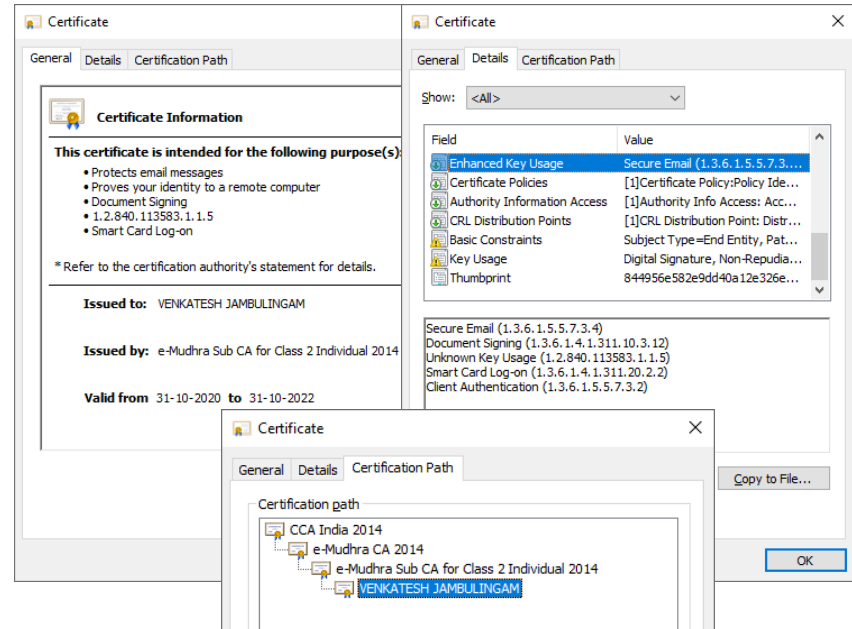 Certificate
General Details Certification Path
Certificate Information
This certificate is intended for the following purpose(s):
• Protects email messages
• Proves your identity to a remote computer
• Document Signing
• 1.2.840.113583.1.1.5
• Smart Card Log-on
* Refer to the certification authority's statement for details.
Issued to: VENKATESH JAMBULINGAM
Issued by: e-Mudhra Sub CA for Class 2 Individual 2014
Valid from 31-10-2020 to 31-10-2022
Certificate
General Details Certification Path
Show: <All>
Field Value
Enhanced Key Usage Secure Email (1.3.6.1.5.5.7.3....
Certificate Policies [1]Certificate Policy:Policy Ide...
Authority Information Access [1]Authority Info Access: Acc...
CRL Distribution Points [1]CRL Distribution Point: Distr...
Basic Constraints Subject Type=End Entity, Pat...
Key Usage Digital Signature, Non-Repudia...
Thumbprint 844956e582e9dd40a12e326e...
Secure Email (1.3.6.1.5.5.7.3.4)
Document Signing (1.3.6.1.4.1.311.10.3.12)
Unknown Key Usage (1.2.840.113583.1.1.5)
Smart Card Log-on (1.3.6.1.4.1.311.20.2.2)
Client Authentication (1.3.6.1.5.5.7.3.2)
Copy to File...
OK
Certificate
General Details Certification Path
Certification path
CCA India 2014
e-Mudhra CA 2014
e-Mudhra Sub CA for Class 2 Individual 2014
VENKATESH JAMBULINGAM